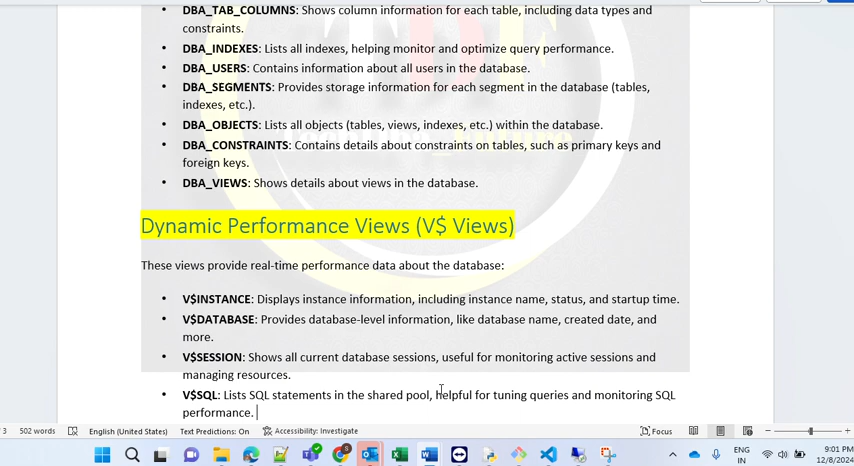 • DBA_TAB_COLUMNS: Shows column information for each table, including data types and
constraints.
• DBA_INDEXES: Lists all indexes, helping monitor and optimize query performance.
• DBA_USERS: Contains information about all users in the database.
• DBA_SEGMENTS: Provides storage information for each segment in the database (tables,
indexes, etc.).
• DBA_OBJECTS: Lists all objects (tables, views, indexes, etc.) within the database.
• DBA_CONSTRAINTS: Contains details about constraints on tables, such as primary keys and
foreign keys.
• DBA_VIEWS: Shows details about views in the database.
Dynamic Performance Views (V$ Views)
These views provide real-time performance data about the database:
• V$INSTANCE: Displays instance information, including instance name, status, and startup time.
• V$DATABASE: Provides database-level information, like database name, created date, and
more.
• V$SESSION: Shows all current database sessions, useful for monitoring active sessions and
managing resources.
• V$SQL: Lists SQL statements in the shared pool, helpful for tuning queries and monitoring SQL
performance.
3 502 words English (United States) Text Predictions: On Accessibility: Investigate Focus
ENG
IN
9:01 PM
12/8/2024